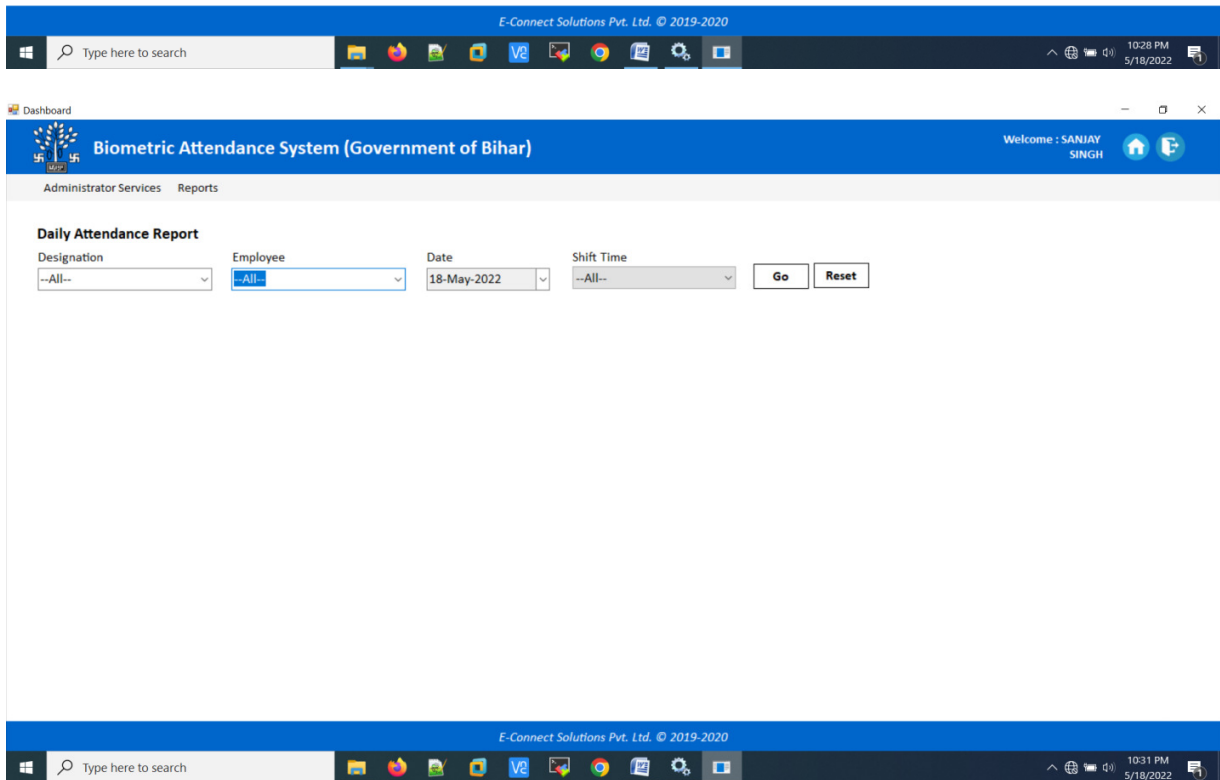 E-Connect Solutions Pvt. Ltd. © 2019-2020
Type here to search
10:28 PM
5/18/2022
Dashboard
Biometric Attendance System (Government of Bihar)
Welcome : SANJAY
SINGH
Administrator Services Reports
Daily Attendance Report
Designation Employee Date Shift Time
--All-- --All-- 18-May-2022 --All-- Go Reset
E-Connect Solutions Pvt. Ltd. © 2019-2020
Type here to search
10:31 PM
5/18/2022